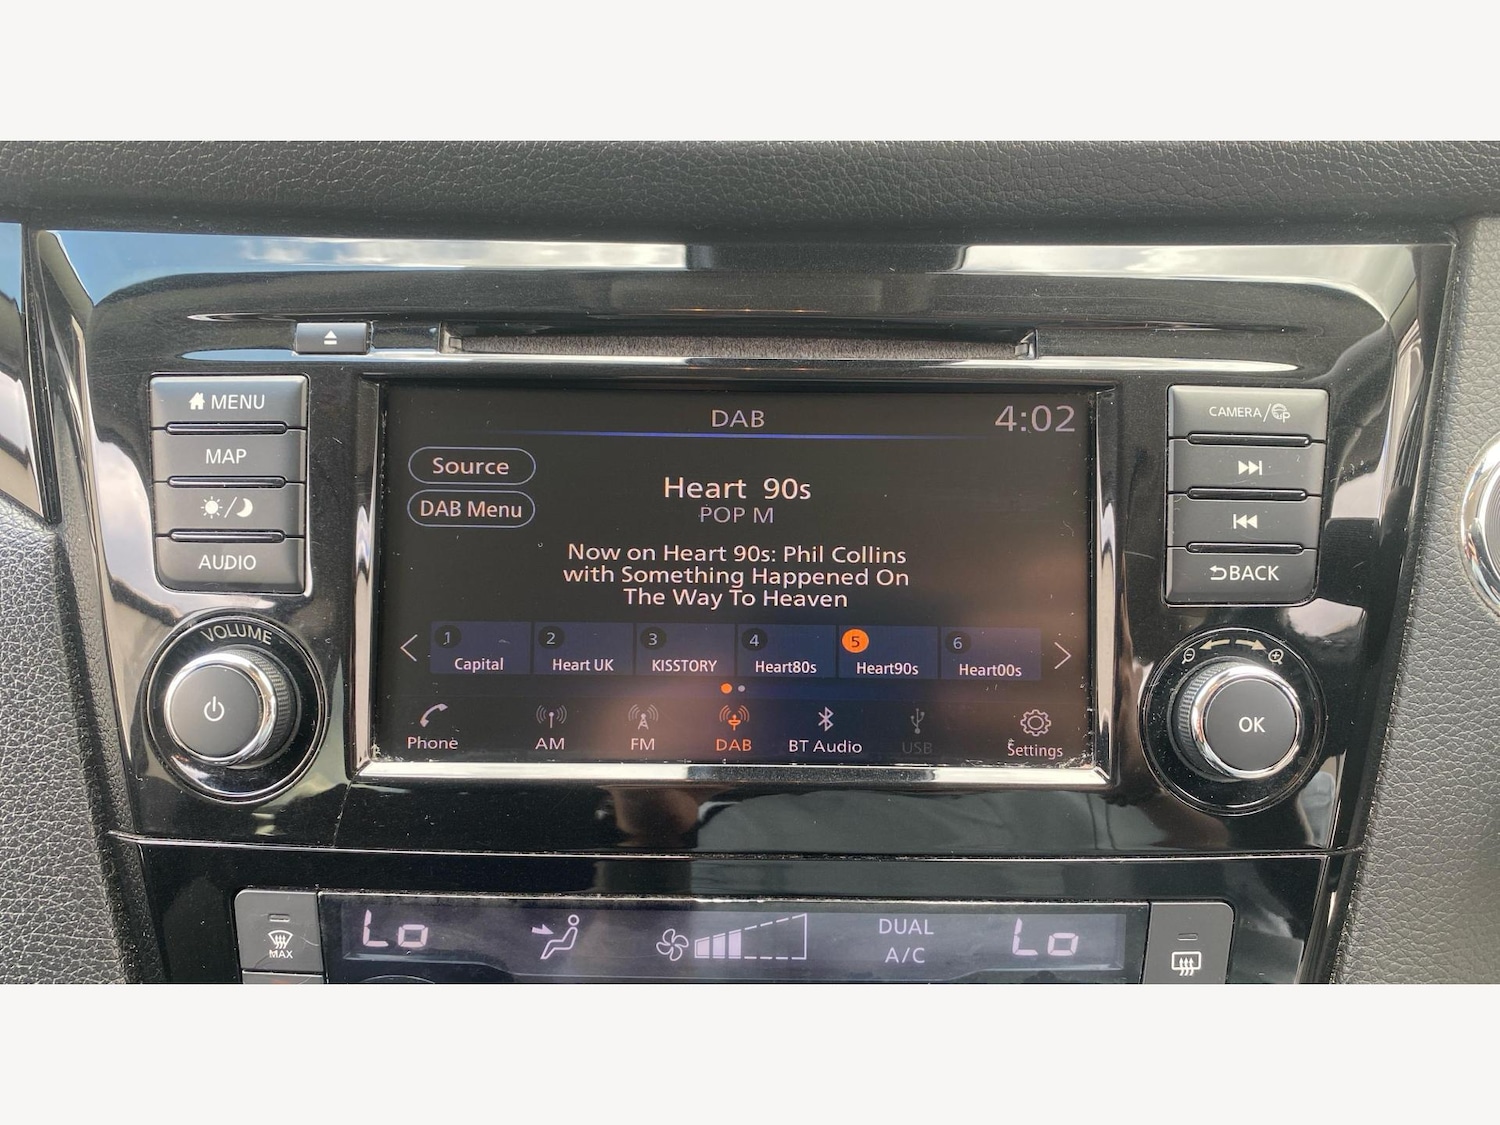 MENU
MAP
AUDIO
VOLUME
DAB
4:02
Source
DAB Menu
Heart 90s
POP M
Now on Heart 90s: Phil Collins
with Something Happened On
The Way To Heaven
1 Capital
2 Heart UK
3 KISSTORY
4 Heart80s
5 Heart90s
6 Heart00s
Phone
AM
FM
DAB
BT Audio
USB
Settings
CAMERA/
BACK
OK
MAX
Lo
DUAL
A/C
Lo